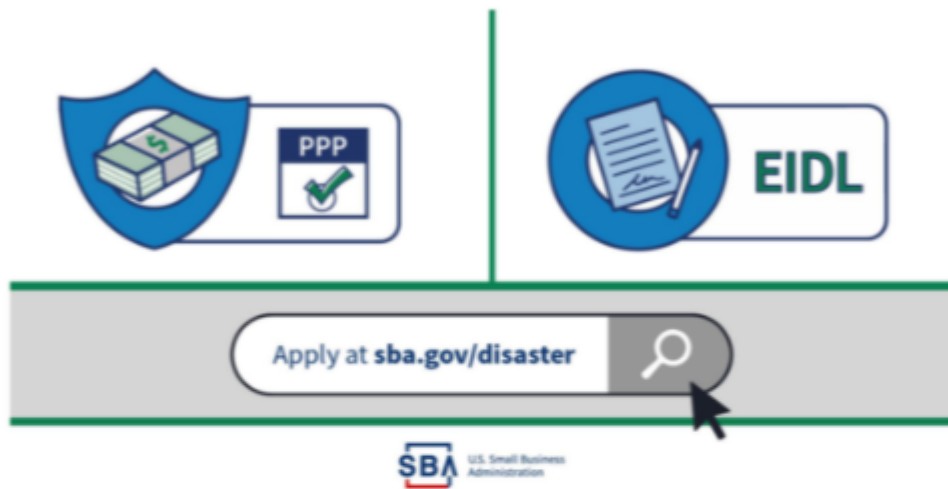 PPP
EIDL
Apply at sba.gov/disaster
SBA
U.S. Small Business
Administration